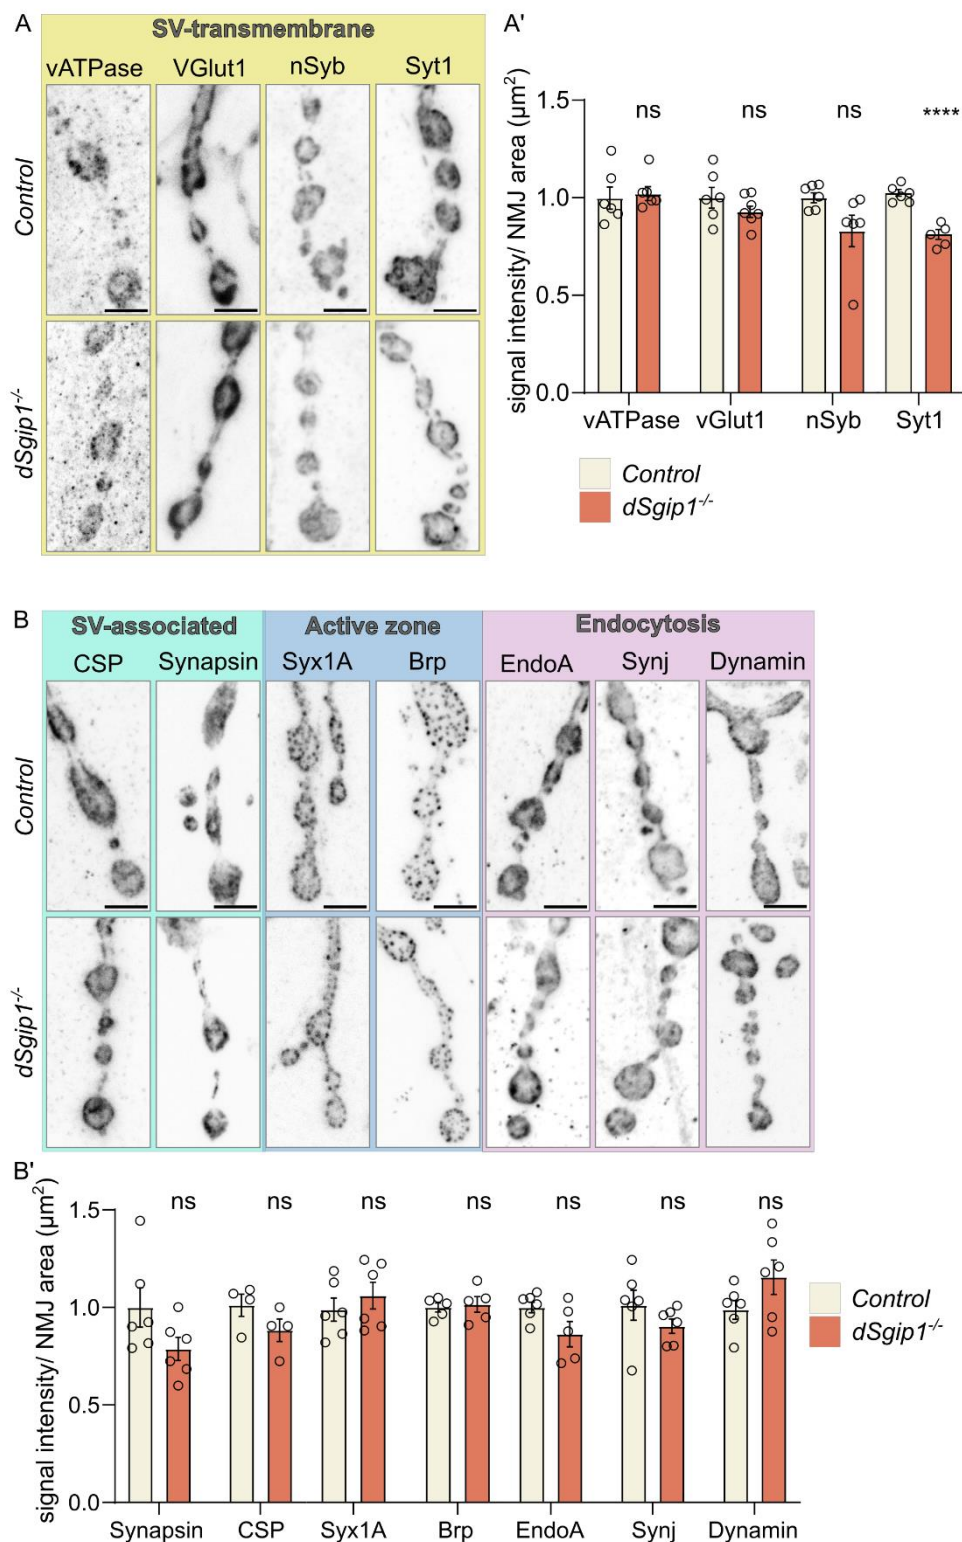 A
SV-transmembrane
vATPase VGlut1 nSyb Syt1
Control
dSgip1-/-
A'
signal intensity/ NMJ area (µm²)
1.5
1.0
0.5
0.0
ns ns ns ****
vATPase vGlut1 nSyb Syt1
Control
dSgip1-/-
B
SV-associated Active zone Endocytosis
CSP Synapsin Syx1A Brp EndoA Synj Dynamin
Control
dSgip1-/-
B'
signal intensity/ NMJ area (µm²)
1.5
1.0
0.5
0.0
ns ns ns ns ns ns ns
Synapsin CSP Syx1A Brp EndoA Synj Dynamin
Control
dSgip1-/-